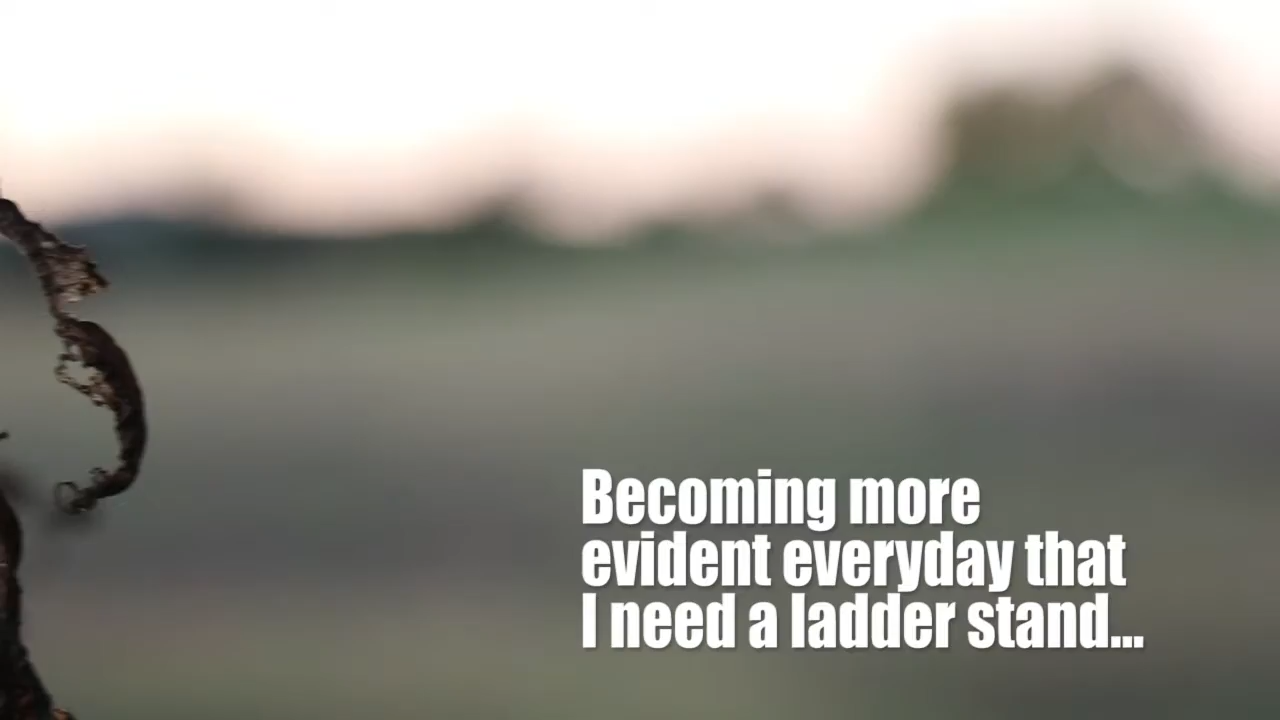 Becoming more
evident everyday that
I need a ladder stand...